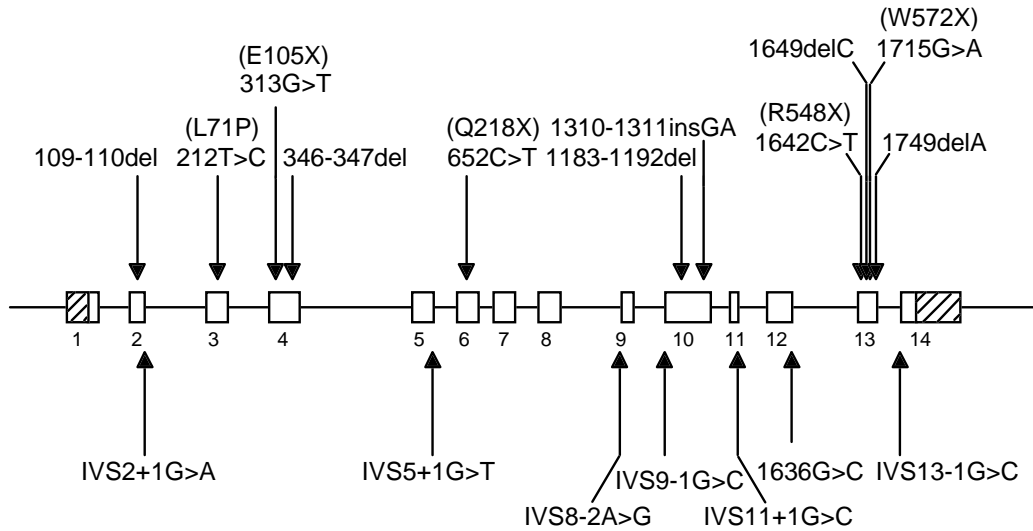 (W572X)
1649delC 1715G>A
(E105X)
313G>T
(L71P) (Q218X) 1310-1311insGA (R548X)
109-110del 212T>C 346-347del 652C>T 1183-1192del 1642C>T 1749delA
1 2 3 4 5 6 7 8 9 10 11 12 13 14
IVS2+1G>A IVS5+1G>T IVS9-1G>C 1636G>C IVS13-1G>C
IVS8-2A>G IVS11+1G>C